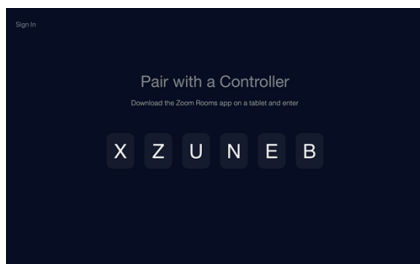 Sign In
Pair with a Controller
Download the Zoom Rooms app on a tablet and enter
X Z U N E B